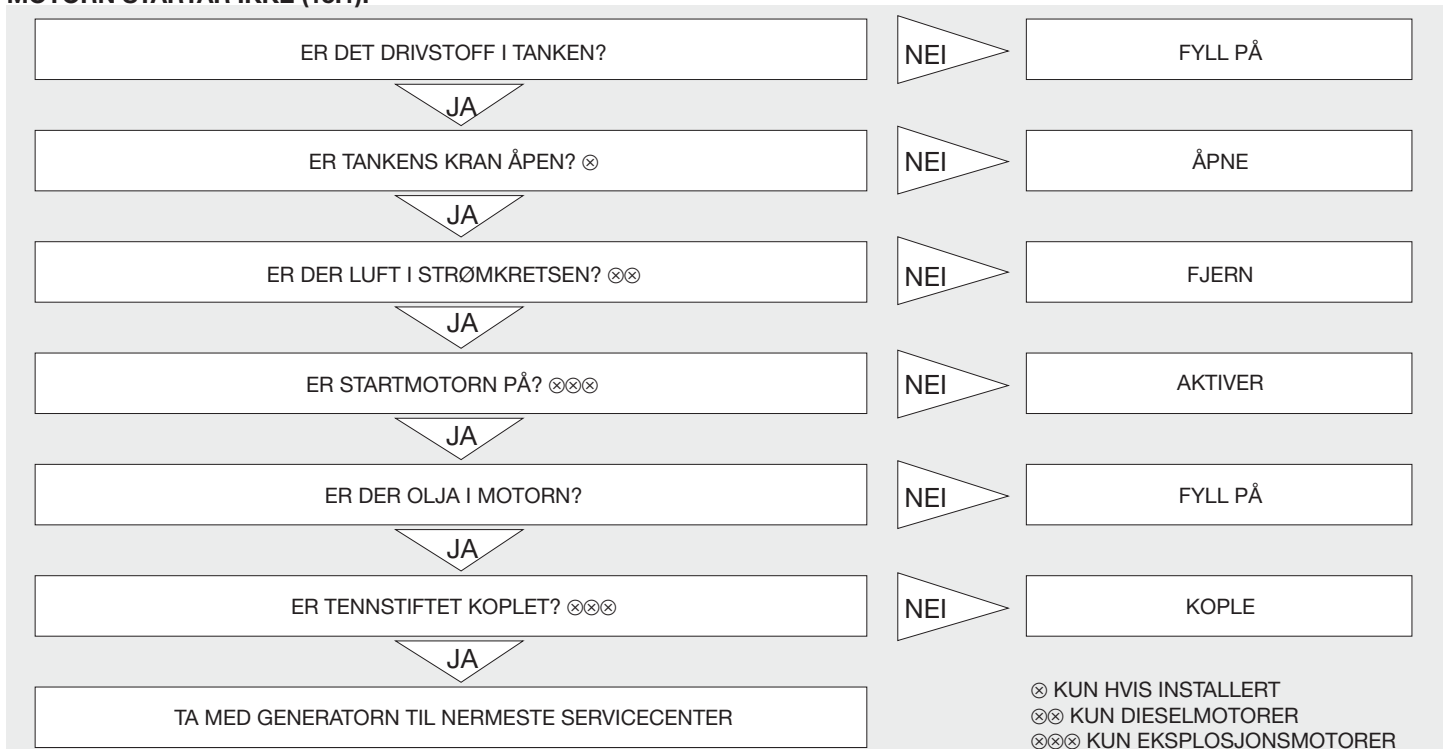 ER DET DRIVSTOFF I TANKEN?
NEI
FYLL PÅ
JA
ER TANKENS KRAN ÅPEN? ⊗
NEI
ÅPNE
JA
ER DER LUFT I STRØMKRETSEN? ⊗⊗
NEI
FJERN
JA
ER STARTMOTORN PÅ? ⊗⊗⊗
NEI
AKTIVER
JA
ER DER OLJA I MOTORN?
NEI
FYLL PÅ
JA
ER TENNSTIFTET KOPLET? ⊗⊗⊗
NEI
KOPLE
JA
TA MED GENERATORN TIL NERMESTE SERVICECENTER
⊗ KUN HVIS INSTALLERT
⊗⊗ KUN DIESELMOTORER
⊗⊗⊗ KUN EKSPLOSJONSMOTORER